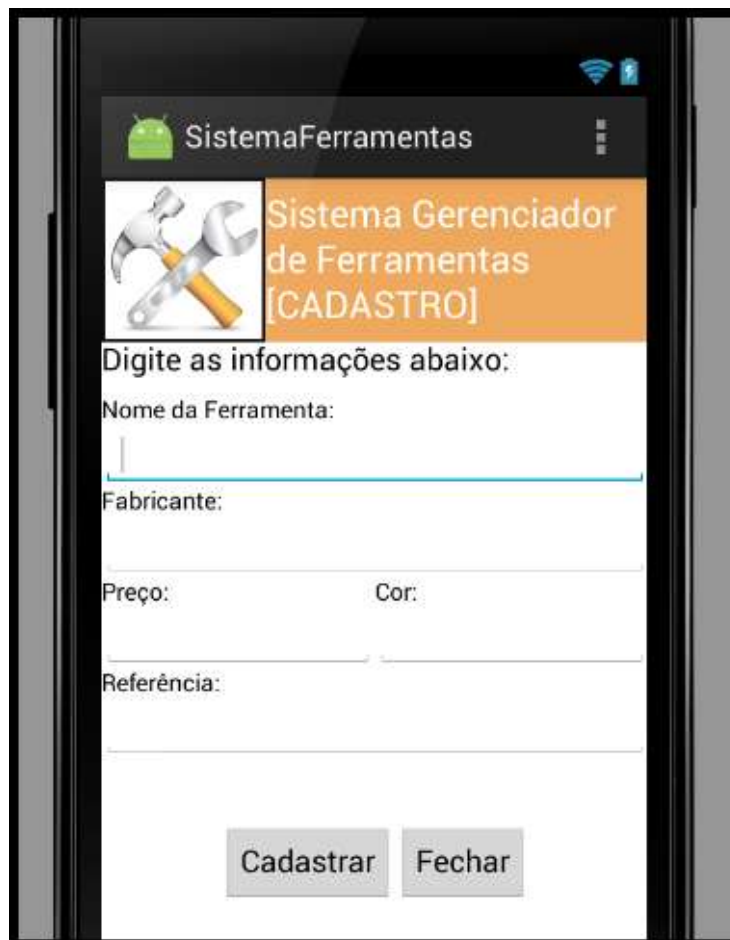 SistemaFerramentas
Sistema Gerenciador
de Ferramentas
[CADASTRO]
Digite as informações abaixo:
Nome da Ferramenta:
Fabricante:
Preço: Cor:
Referência:
Cadastrar Fechar